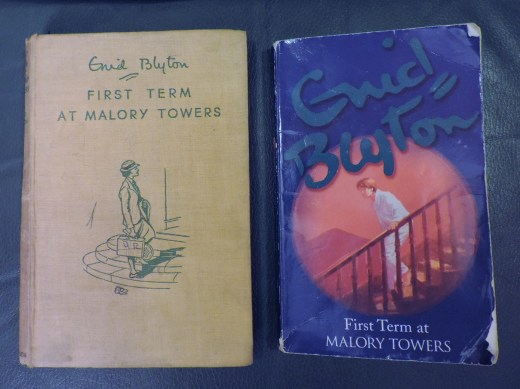 Enid Blyton
FIRST TERM
AT MALORY TOWERS
Enid
Blyton
First Term at
MALORY TOWERS